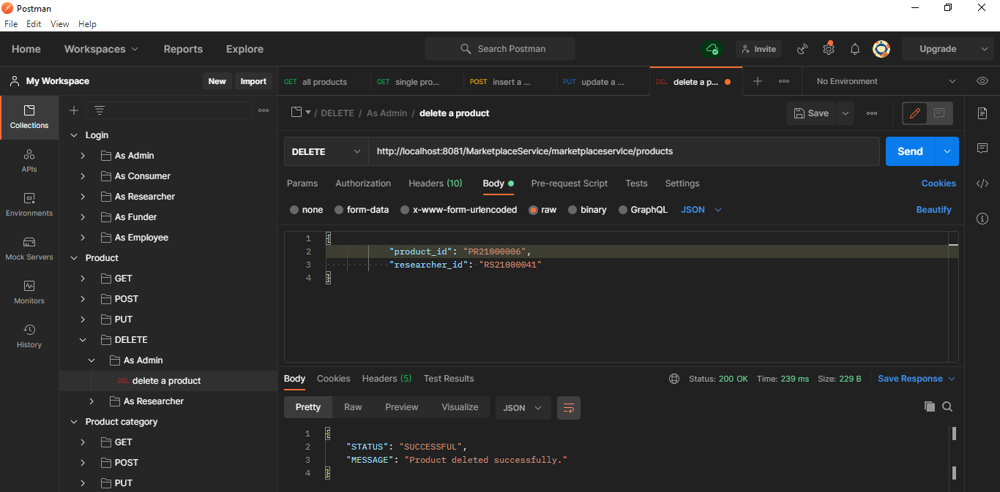 Postman
File Edit View Help
Home Workspaces Reports Explore Search Postman Invite Upgrade
My Workspace New Import
GET all products GET single pro... POST insert a ... PUT update a ... DEL delete a p... No Environment
Collections
APIs
Environments
Mock Servers
Monitors
History
Login
As Admin
As Consumer
As Researcher
As Funder
As Employee
Product
GET
POST
PUT
DELETE
As Admin
DEL delete a product
As Researcher
Product category
GET
POST
PUT
/ DELETE / As Admin / delete a product Save
DELETE http://localhost:8081/MarketplaceService/marketplaceservice/products Send
Params Authorization Headers (10) Body Pre-request Script Tests Settings Cookies
none form-data x-www-form-urlencoded raw binary GraphQL JSON Beautify
1 {
2 "product_id": "PR21000006",
3 "researcher_id": "RS21000041"
4 }
Body Cookies Headers (5) Test Results Status: 200 OK Time: 239 ms Size: 229 B Save Response
Pretty Raw Preview Visualize JSON
1 {
2 "STATUS": "SUCCESSFUL",
3 "MESSAGE": "Product deleted successfully."
4 }